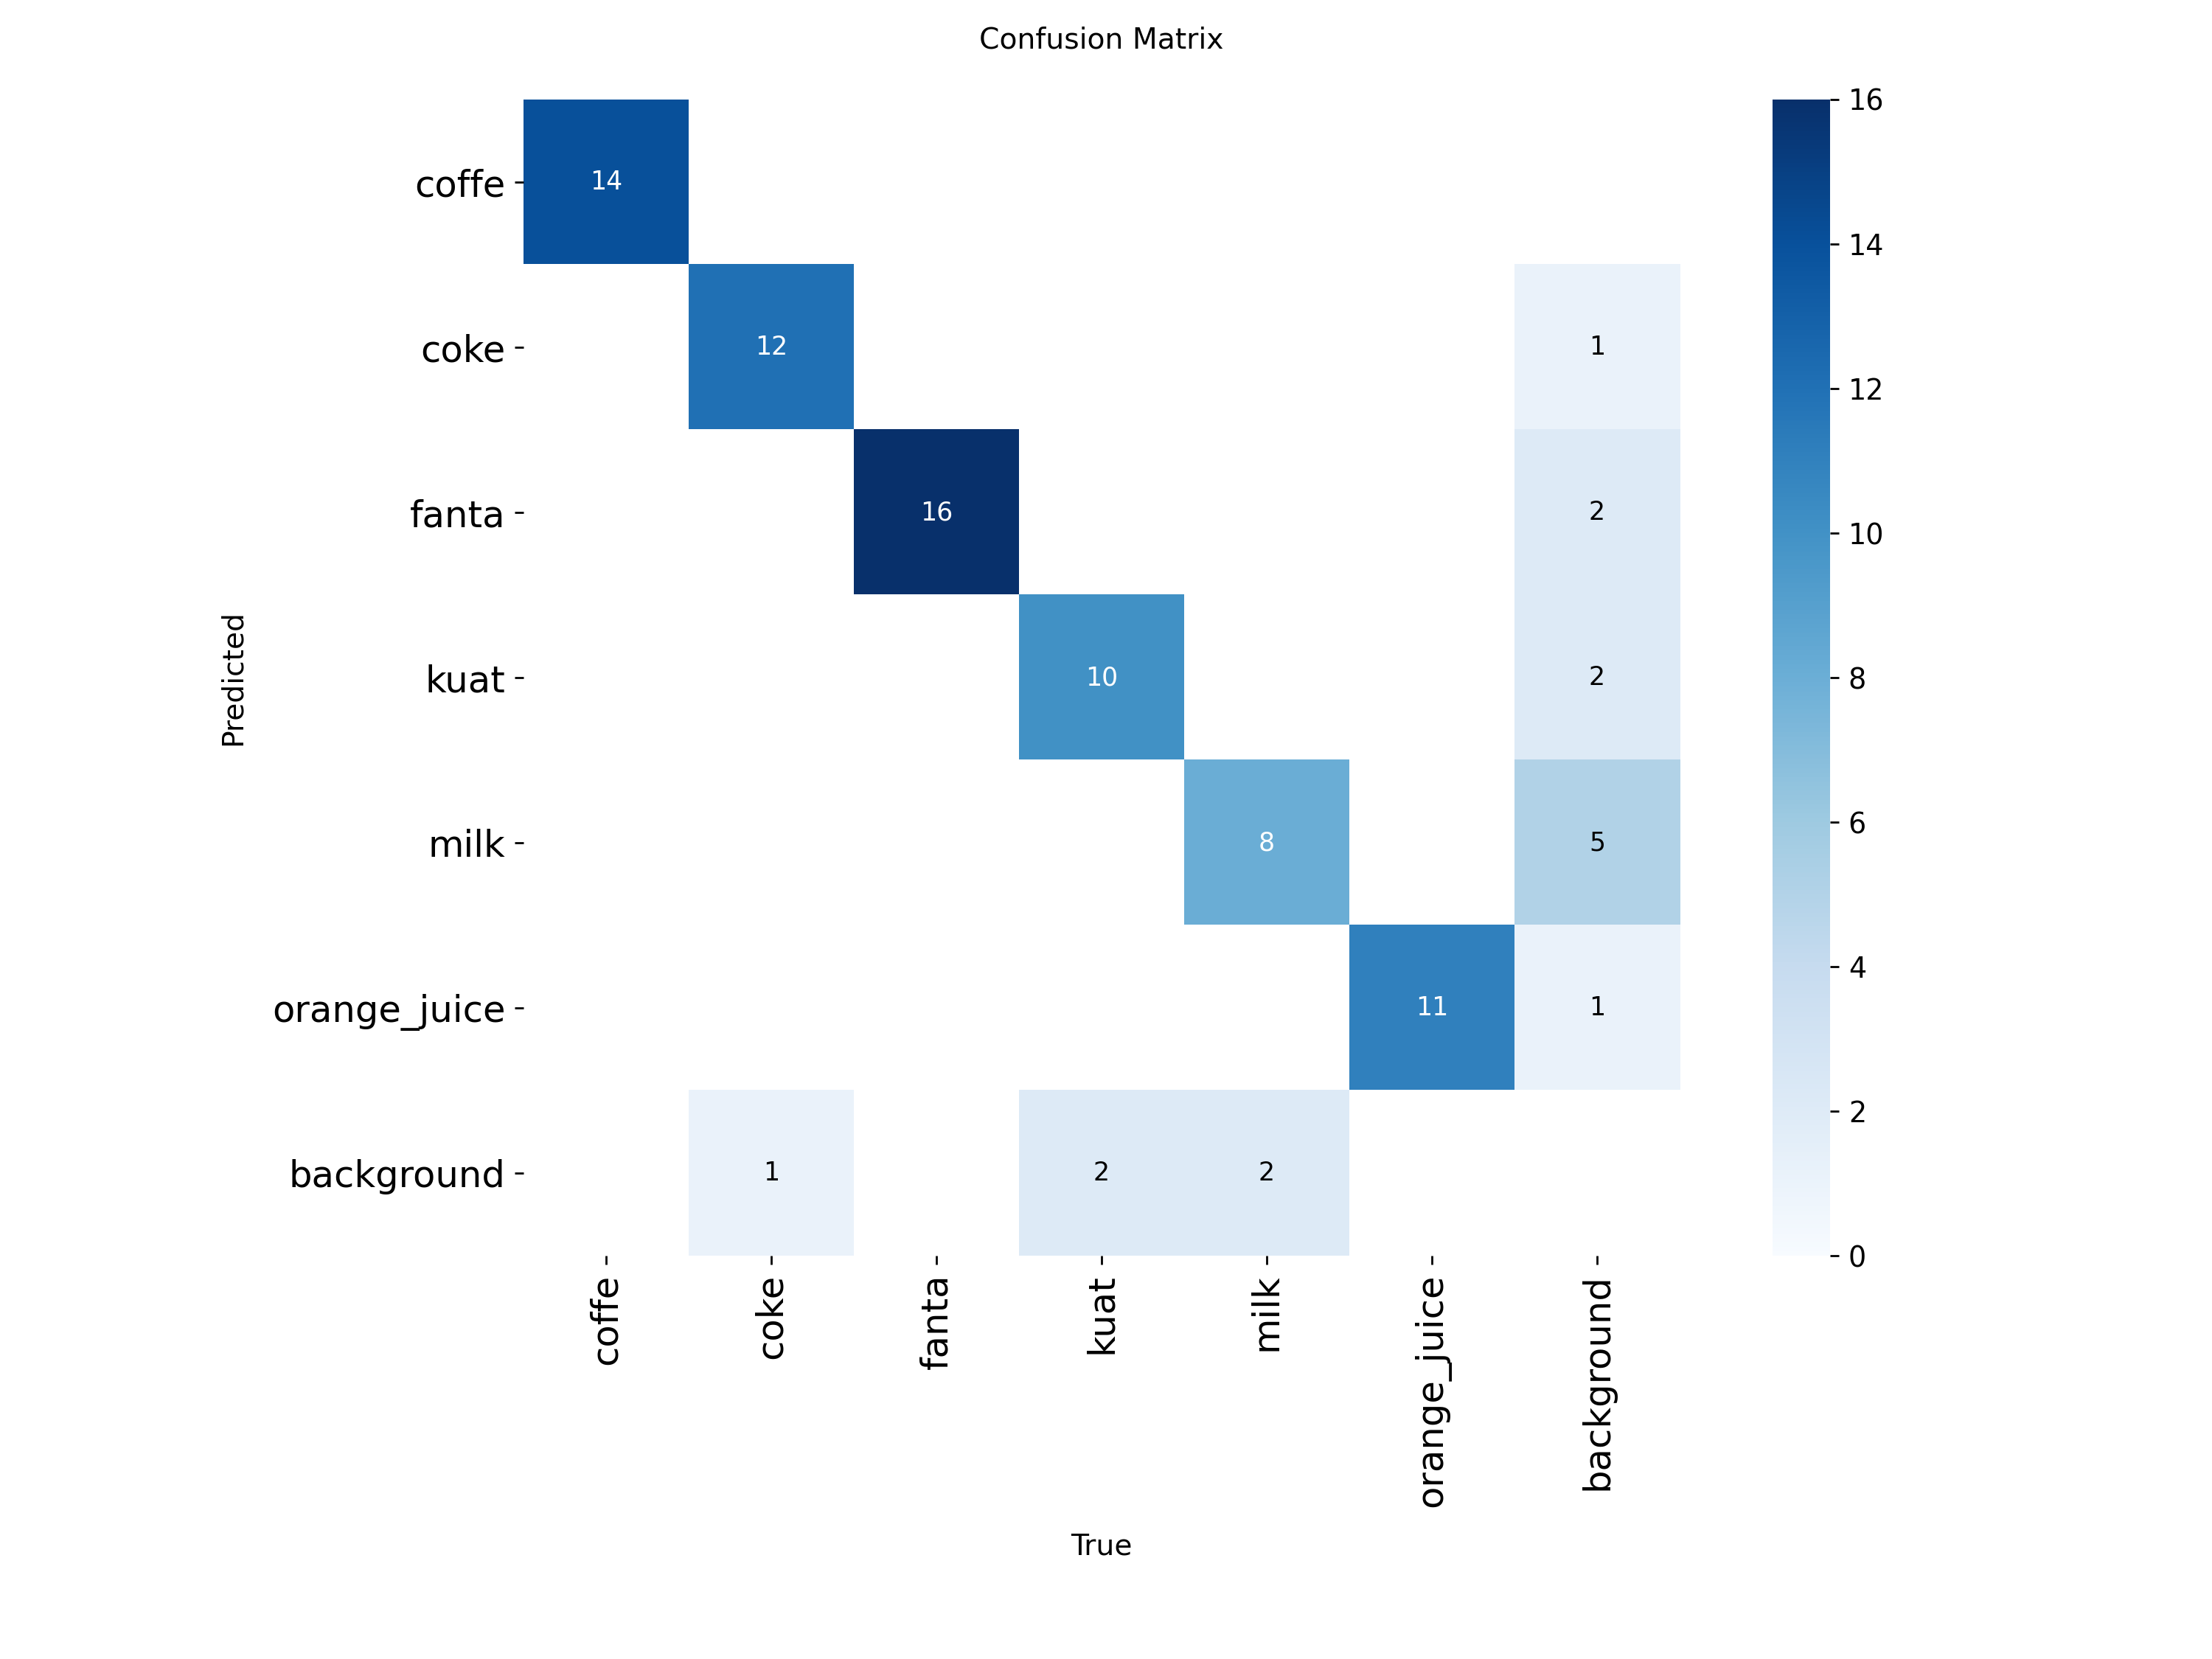 Confusion Matrix
coffe
coke
fanta
kuat
milk
orange_juice
background
Predicted
14
12
1
16
2
10
2
8
5
11
1
1
2
2
coffe
coke
fanta
kuat
milk
orange_juice
background
True
16
14
12
10
8
6
4
2
0